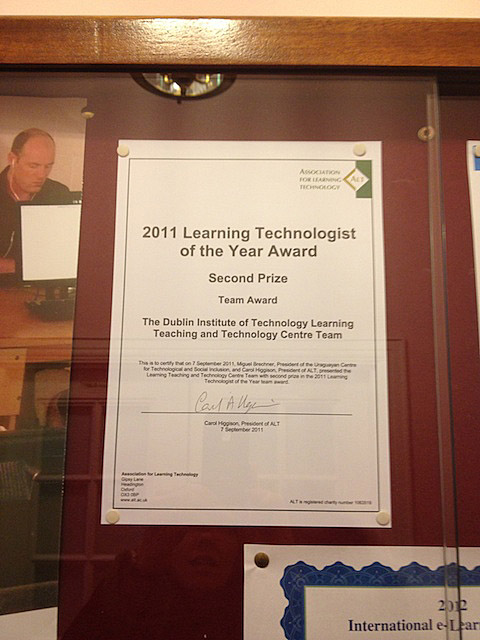 ASSOCIATION
FOR LEARNING
TECHNOLOGY
ALT
2011 Learning Technologist
of the Year Award
Second Prize
Team Award
The Dublin Institute of Technology Learning
Teaching and Technology Centre Team
This is to certify that on 7 September 2011, Miguel Brechner, President of the Uraguayan Centre
for Technological and Social Inclusion, and Carol Higgison, President of ALT, presented the
Learning Teaching and Technology Centre Team with second prize in the 2011 Learning
Technologist of the Year team award.
Carol Higgison, President of ALT
7 September 2011
Association for Learning Technology
Gipsy Lane
Headington
Oxford
OX3 0BP
www.alt.ac.uk
ALT is registered charity number 1063519
2012
International e-Lear